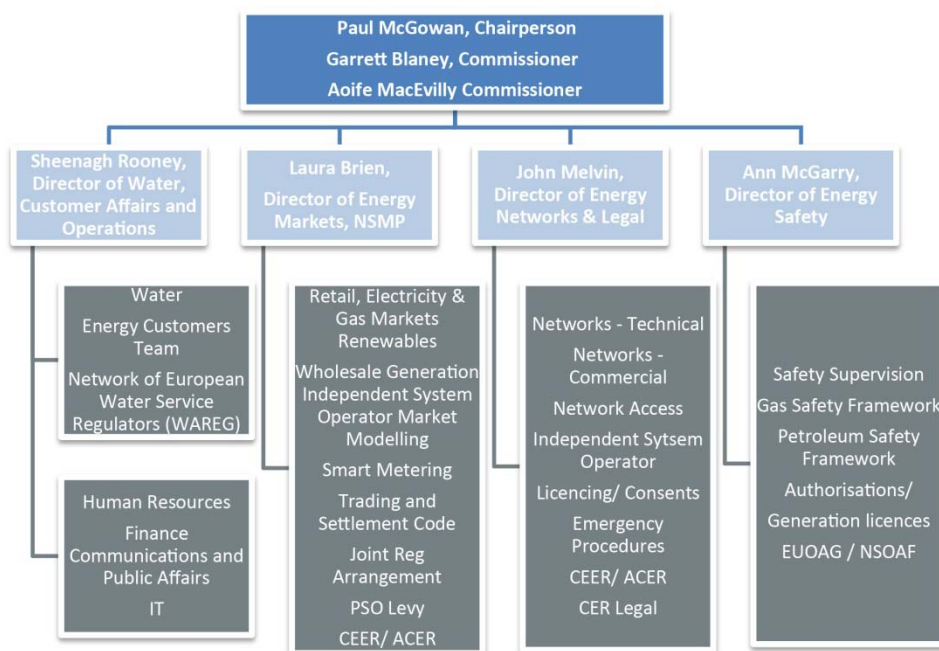 Paul McGowan, Chairperson
Garrett Blaney, Commissioner
Aoife MacEvilly Commissioner
Sheenagh Rooney,
Director of Water,
Customer Affairs and
Operations
Laura Brien,
Director of Energy
Markets, NSMP
John Melvin,
Director of Energy
Networks & Legal
Ann McGarry,
Director of Energy
Safety
Water
Energy Customers
Team
Network of European
Water Service
Regulators (WAREG)
Human Resources
Finance
Communications and
Public Affairs
IT
Retail, Electricity &
Gas Markets
Renewables
Wholesale Generation
Independent System
Operator Market
Modelling
Smart Metering
Trading and
Settlement Code
Joint Reg
Arrangement
PSO Levy
CEER/ ACER
Networks - Technical
Networks -
Commercial
Network Access
Independent Sytsem
Operator
Licencing/ Consents
Emergency
Procedures
CEER/ ACER
CER Legal
Safety Supervision
Gas Safety Framework
Petroleum Safety
Framework
Authorisations/
Generation licences
EUOAG / NSOAF